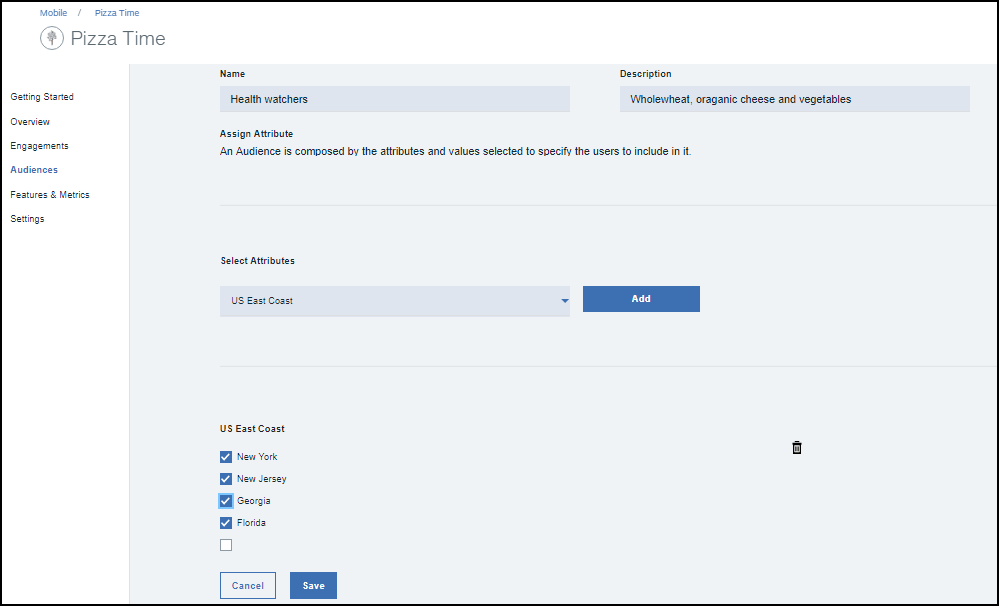 Mobile / Pizza Time
Pizza Time
Getting Started
Overview
Engagements
Audiences
Features & Metrics
Settings
Name
Health watchers
Description
Wholewheat, oraganic cheese and vegetables
Assign Attribute
An Audience is composed by the attributes and values selected to specify the users to include in it.
Select Attributes
US East Coast
Add
US East Coast
New York
New Jersey
Georgia
Florida
Cancel
Save